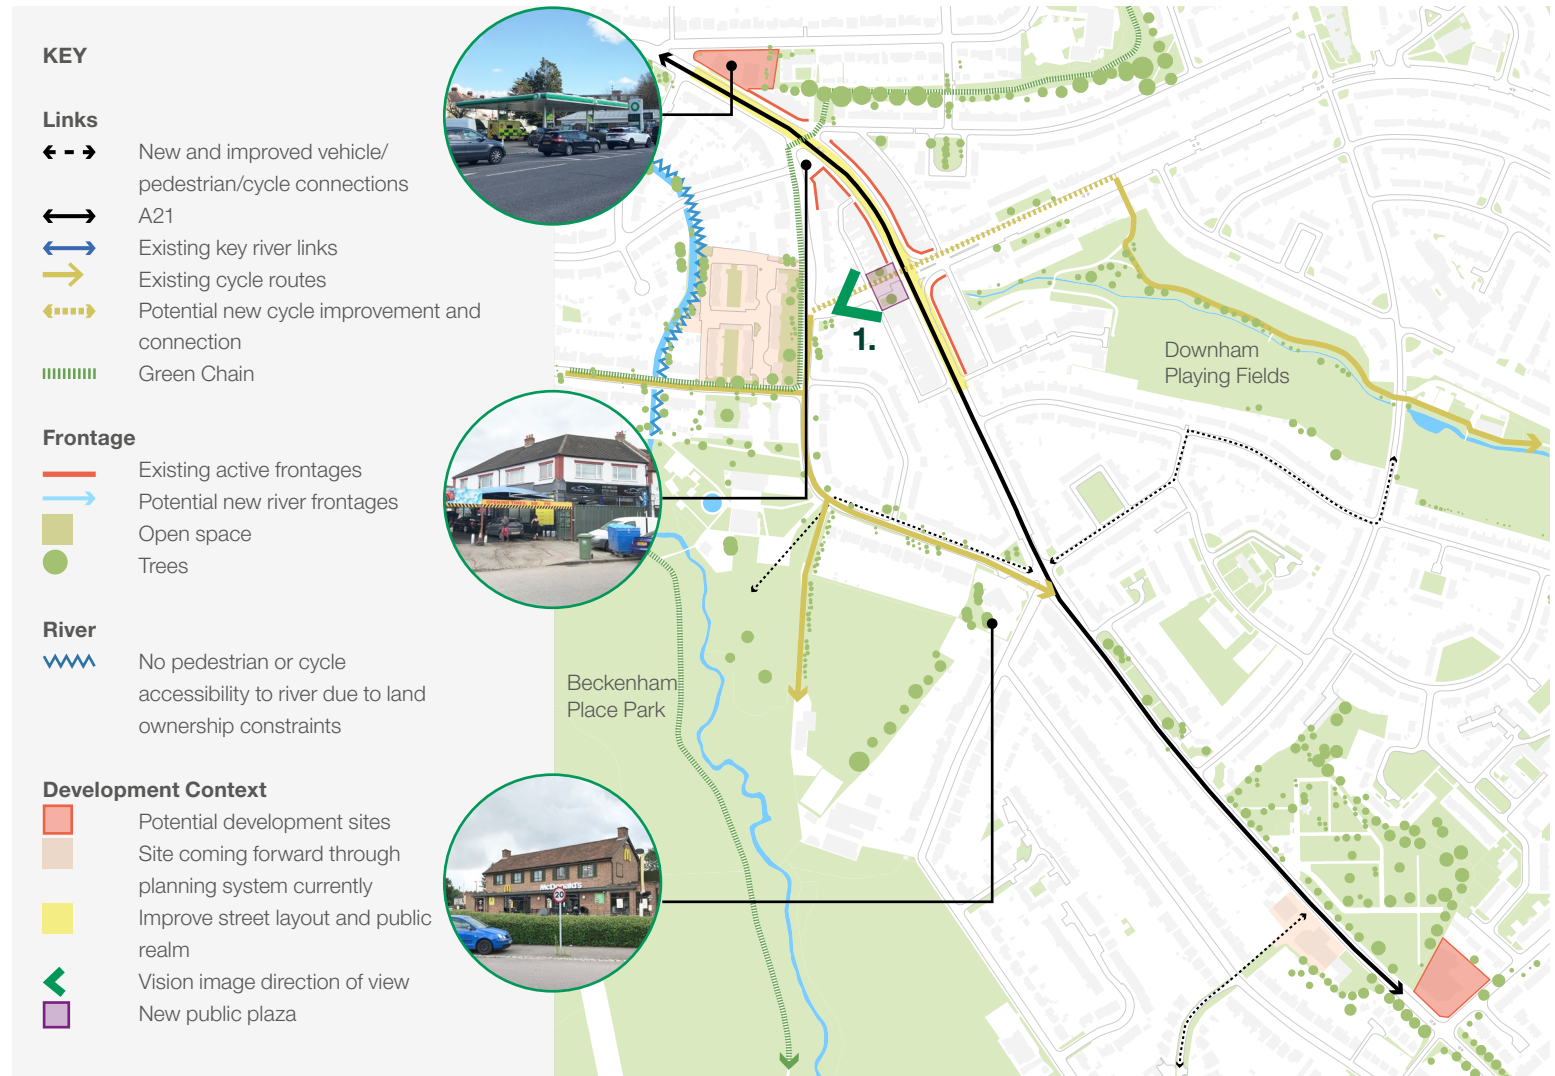 KEY
Links
New and improved vehicle/
pedestrian/cycle connections
A21
Existing key river links
Existing cycle routes
Potential new cycle improvement and
connection
Green Chain
Frontage
Existing active frontages
Potential new river frontages
Open space
Trees
River
No pedestrian or cycle
accessibility to river due to land
ownership constraints
Development Context
Potential development sites
Site coming forward through
planning system currently
Improve street layout and public
realm
Vision image direction of view
New public plaza
bp
McDonald's
20
1.
Downham
Playing Fields
Beckenham
Place Park